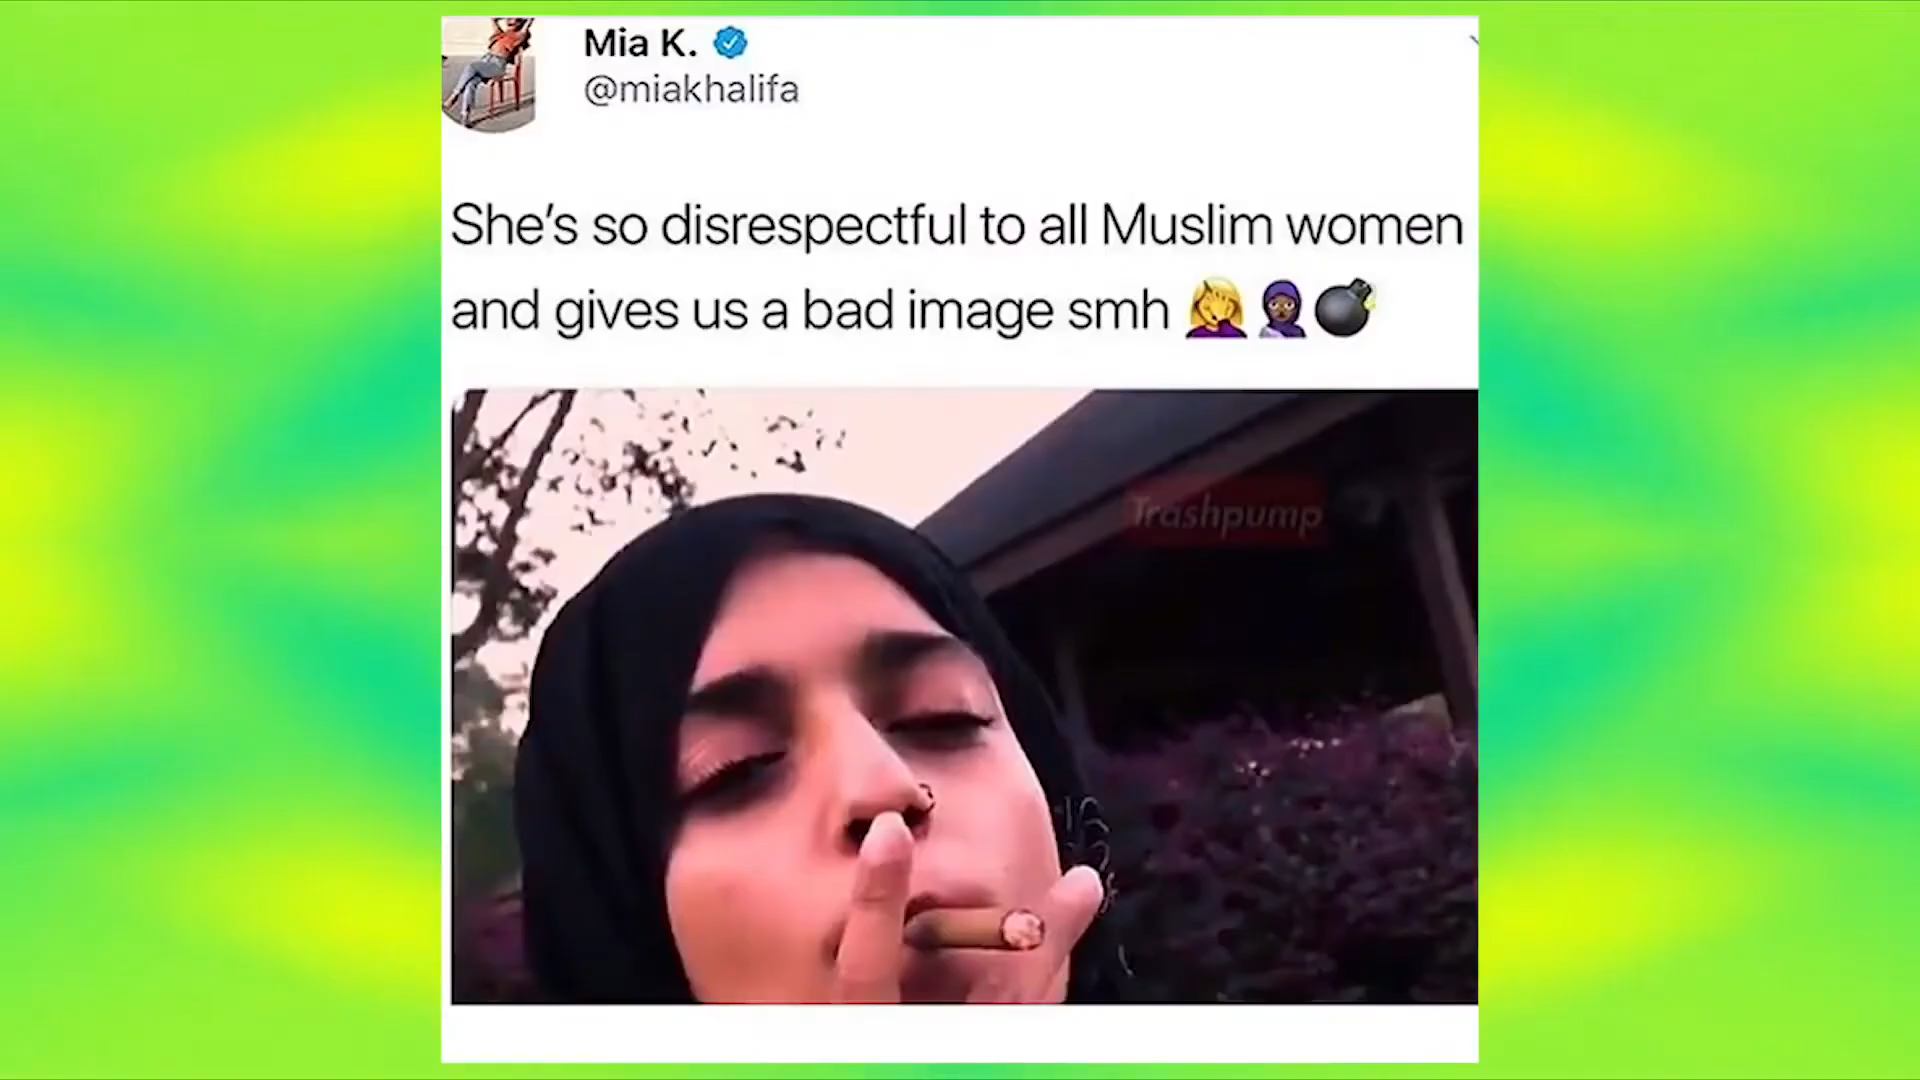 Mia K.
@miakhalifa
She's so disrespectful to all Muslim women
and gives us a bad image smh 🤦‍♀️🧕🏾💣
Trashpump